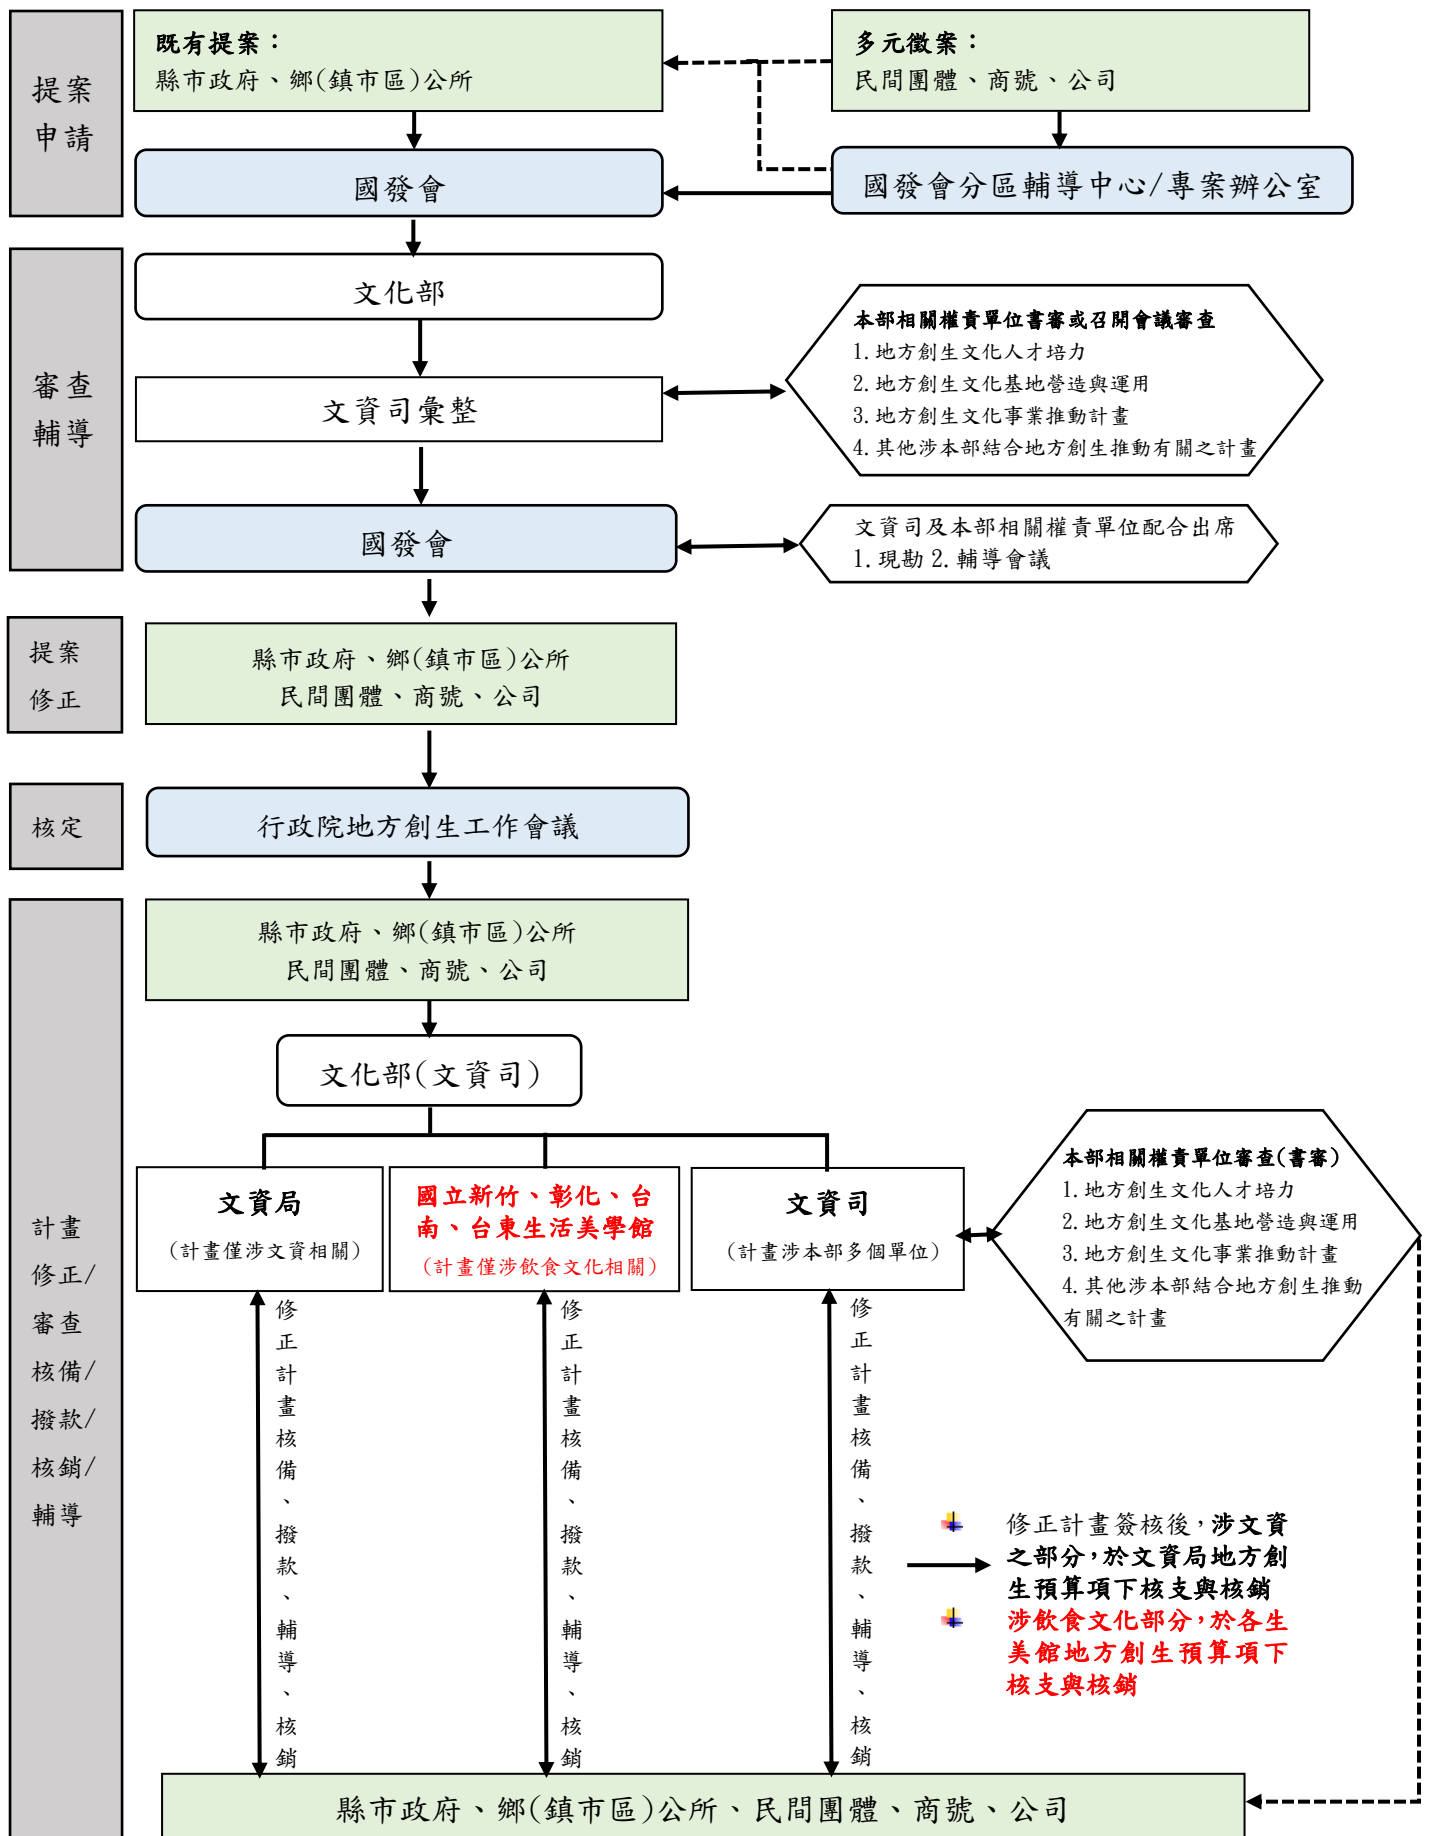 提案
申請
既有提案：
縣市政府、鄉(鎮市區)公所
多元徵案：
民間團體、商號、公司
國發會
國發會分區輔導中心/專案辦公室
審查
輔導
文化部
文資司彙整
本部相關權責單位書審或召開會議審查
1.地方創生文化人才培力
2.地方創生文化基地營造與運用
3.地方創生文化事業推動計畫
4.其他涉本部結合地方創生推動有關之計畫
國發會
文資司及本部相關權責單位配合出席
1.現勘 2.輔導會議
提案
修正
縣市政府、鄉(鎮市區)公所
民間團體、商號、公司
核定
行政院地方創生工作會議
計畫
修正/
審查
核備/
撥款/
核銷/
輔導
縣市政府、鄉(鎮市區)公所
民間團體、商號、公司
文化部(文資司)
文資局
(計畫僅涉文資相關)
國立新竹、彰化、台
南、台東生活美學館
(計畫僅涉飲食文化相關)
文資司
(計畫涉本部多個單位)
本部相關權責單位審查(書審)
1.地方創生文化人才培力
2.地方創生文化基地營造與運用
3.地方創生文化事業推動計畫
4.其他涉本部結合地方創生推動
有關之計畫
修正計畫核備、撥款、輔導、核銷
修正計畫核備、撥款、輔導、核銷
修正計畫核備、撥款、輔導、核銷
修正計畫簽核後，涉文資
之部分，於文資局地方創
生預算項下核支與核銷
涉飲食文化部分，於各生
美館地方創生預算項下
核支與核銷
縣市政府、鄉(鎮市區)公所、民間團體、商號、公司